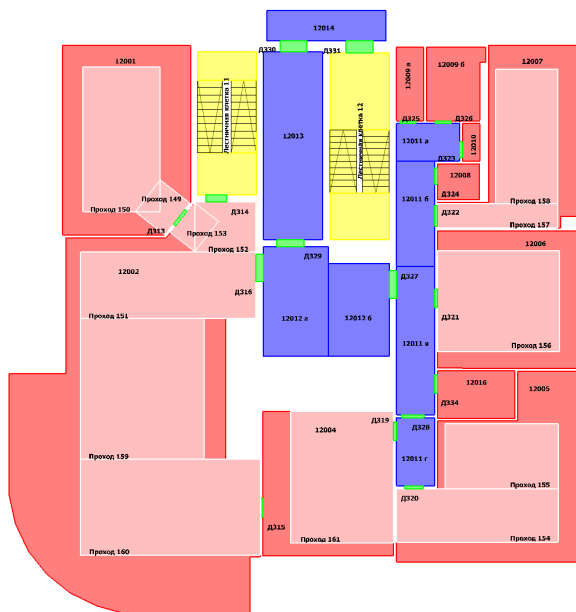 12014
Д330
Д331
12001
12009 а
12009 б
12007
Лестничная клетка 11
Лестничная клетка 12
12013
Д325
Д326
12011 а
12010
Д323
12008
Д324
12011 б
Проход 149
Проход 150
Д314
Проход 158
Д322
Проход 157
Д313
Проход 153
Проход 152
12006
Д329
12002
Д316
Д327
12012 а
12012 б
12011 в
Д321
Проход 151
Проход 156
12016
12005
Д334
12004
Д319
Д328
12011 г
Проход 159
Проход 155
Д320
Д315
Проход 161
Проход 154
Проход 160